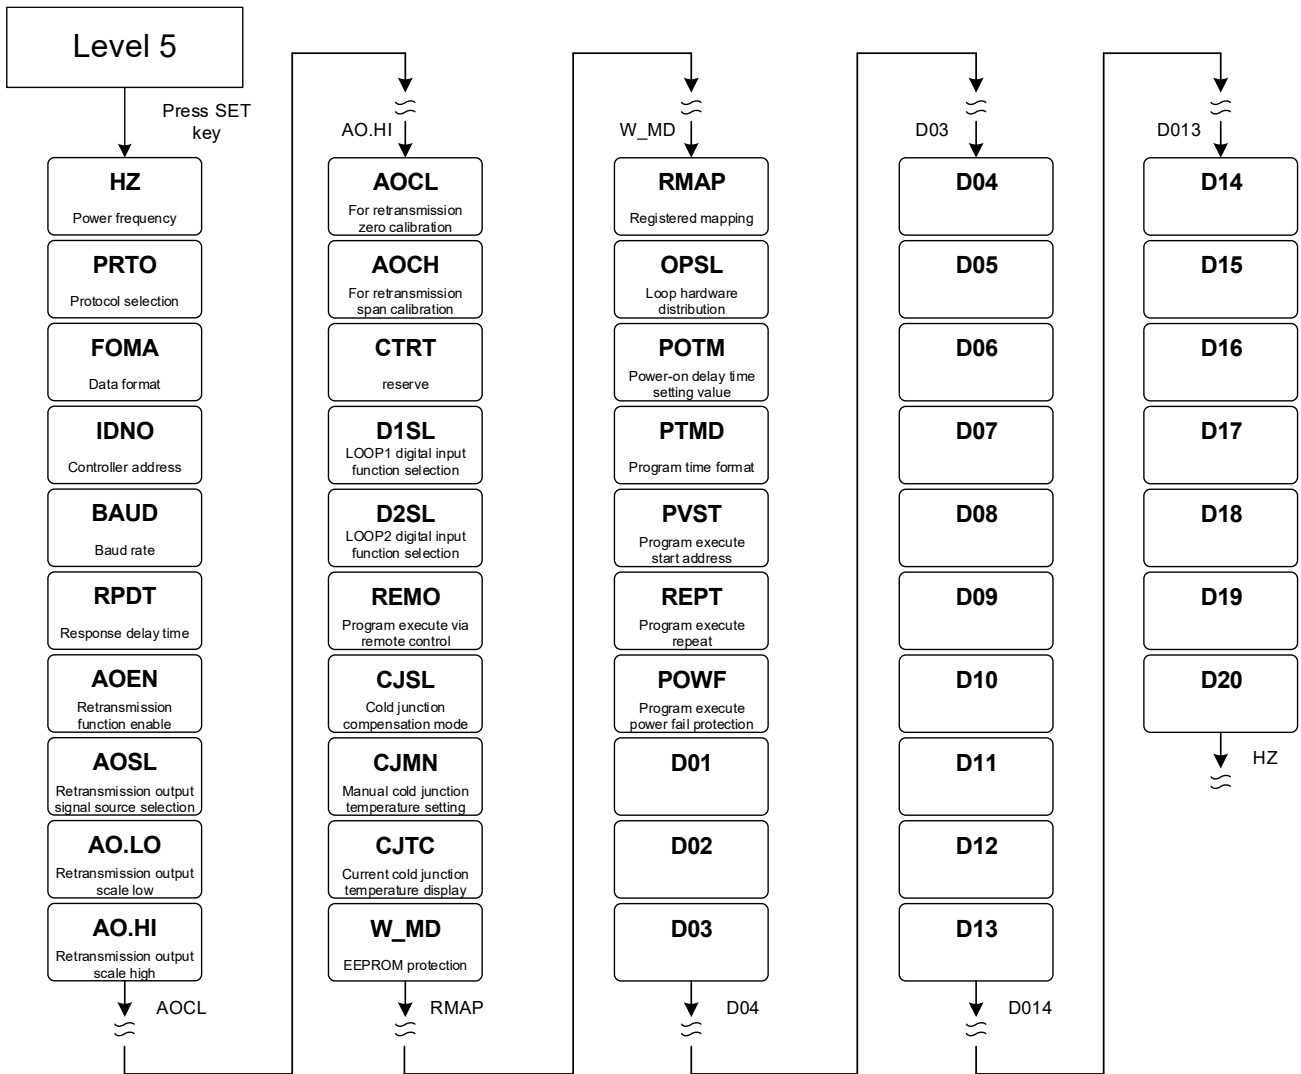 Level 5
Press SET
key
HZ
Power frequency
PRTO
Protocol selection
FOMA
Data format
IDNO
Controller address
BAUD
Baud rate
RPDT
Response delay time
AOEN
Retransmission
function enable
AOSL
Retransmission output
signal source selection
AO.LO
Retransmission output
scale low
AO.HI
Retransmission output
scale high
AOCL
AO.HI
AOCL
For retransmission
zero calibration
AOCH
For retransmission
span calibration
CTRT
reserve
D1SL
LOOP1 digital input
function selection
D2SL
LOOP2 digital input
function selection
REMO
Program execute via
remote control
CJSL
Cold junction
compensation mode
CJMN
Manual cold junction
temperature setting
CJTC
Current cold junction
temperature display
W_MD
EEPROM protection
RMAP
W_MD
RMAP
Registered mapping
OPSL
Loop hardware
distribution
POTM
Power-on delay time
setting value
PTMD
Program time format
PVST
Program execute
start address
REPT
Program execute
repeat
POWF
Program execute
power fail protection
D01
D02
D03
D04
D03
D04
D05
D06
D07
D08
D09
D10
D11
D12
D13
D014
D013
D14
D15
D16
D17
D18
D19
D20
HZ